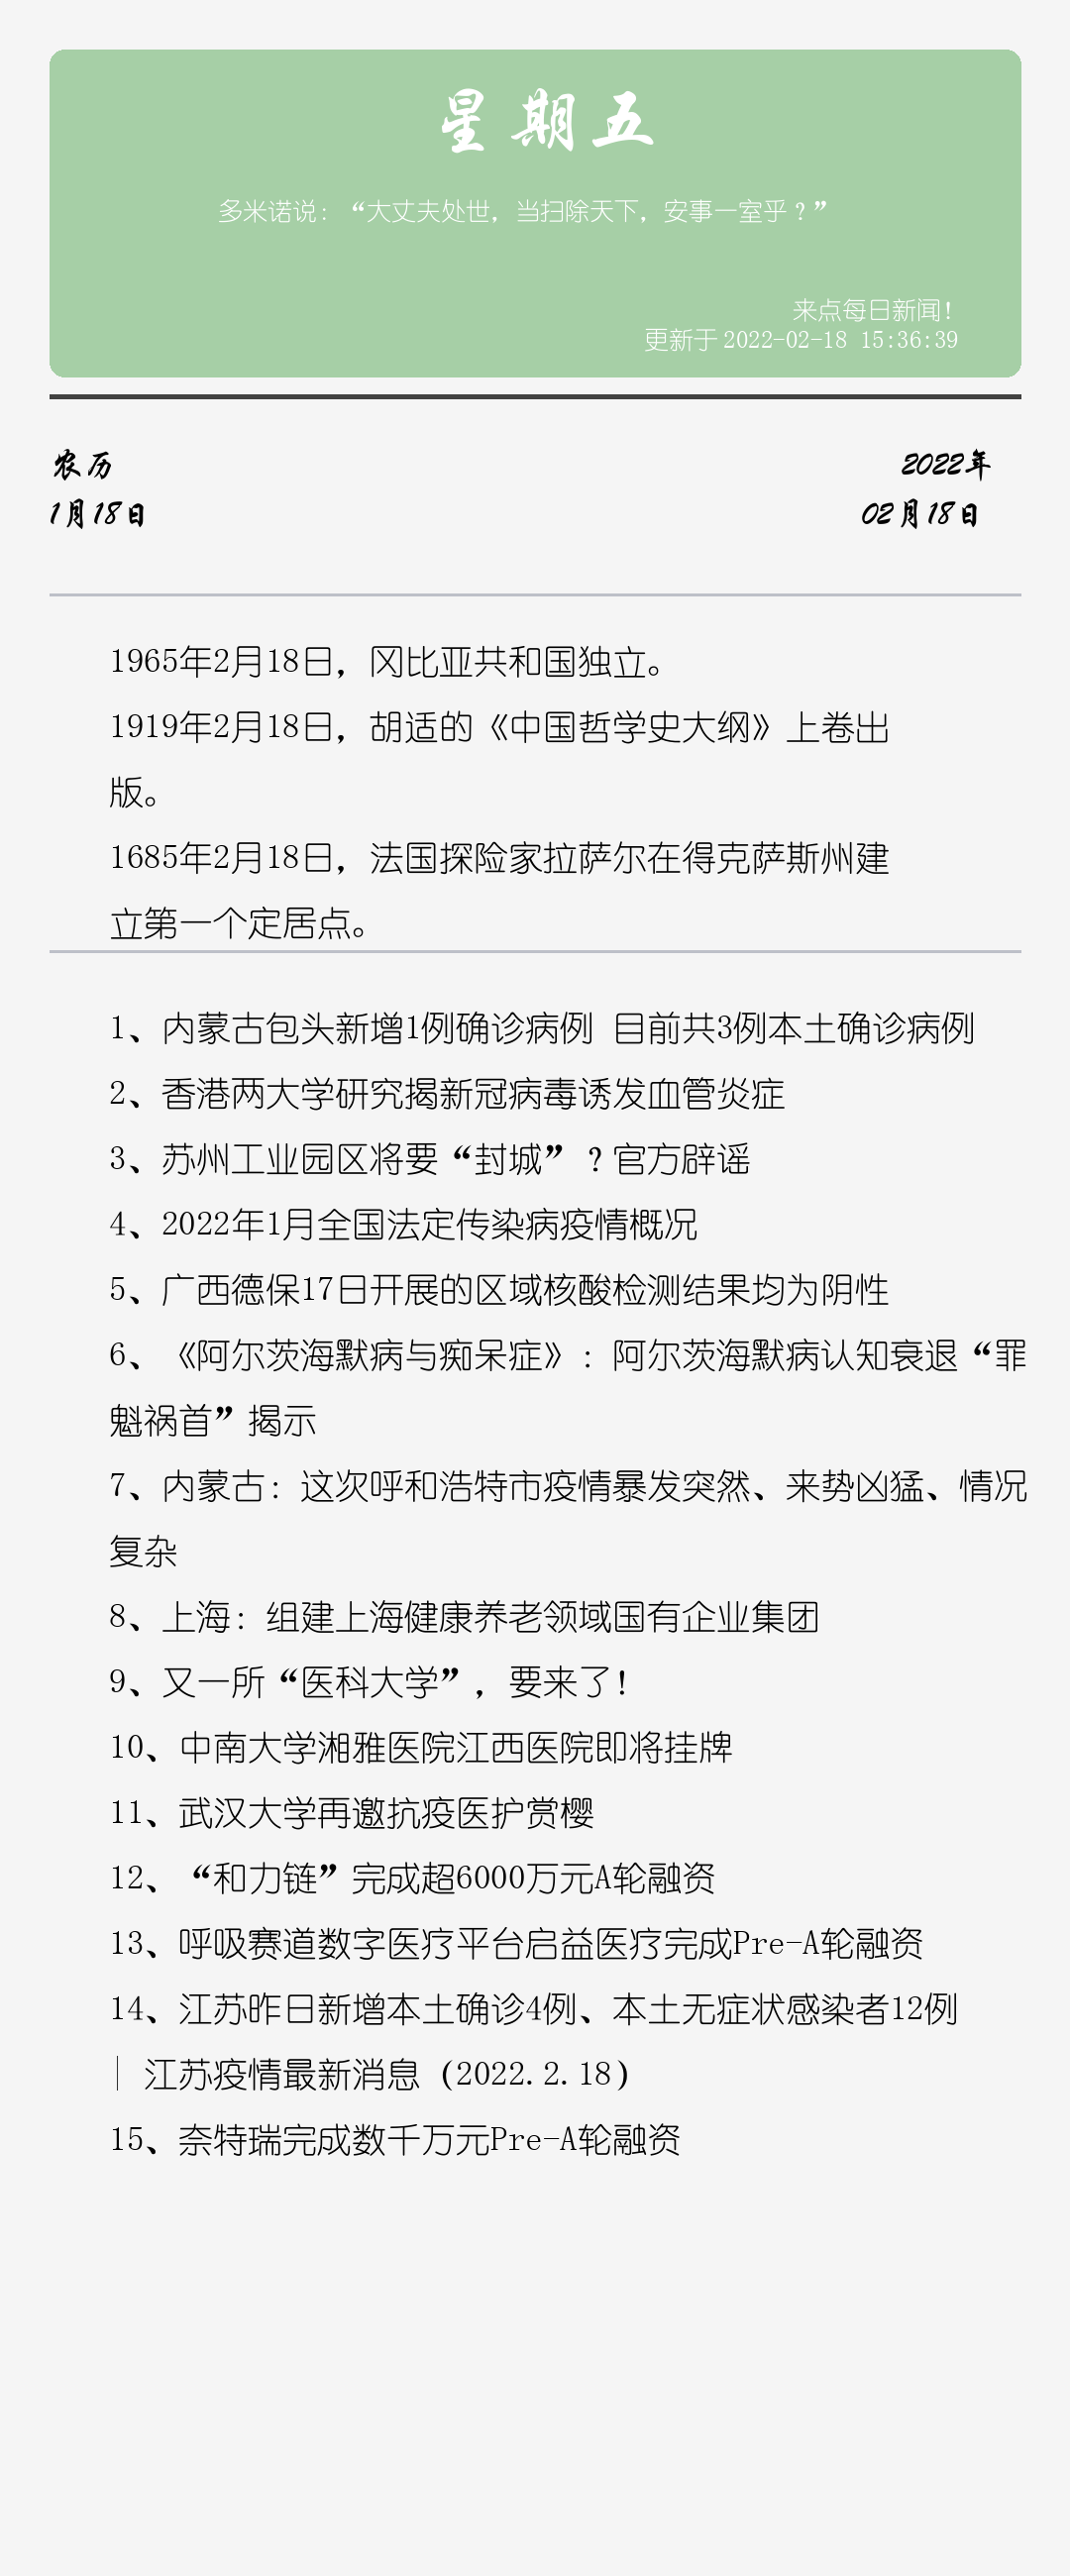 星期五
多米诺说：“大丈夫处世，当扫除天下，安事一室乎？”
来点每日新闻！
更新于2022-02-18 15:36:39
农历
2022年
1月18日
02月18日
1965年2月18日，冈比亚共和国独立。
1919年2月18日，胡适的《中国哲学史大纲》上卷出
版。
1685年2月18日，法国探险家拉萨尔在得克萨斯州建
立第一个定居点。
1、内蒙古包头新增1例确诊病例 目前共3例本土确诊病例
2、香港两大学研究揭新冠病毒诱发血管炎症
3、苏州工业园区将要“封城”？官方辟谣
4、2022年1月全国法定传染病疫情概况
5、广西德保17日开展的区域核酸检测结果均为阴性
6、《阿尔茨海默病与痴呆症》：阿尔茨海默病认知衰退“罪
魁祸首”揭示
7、内蒙古：这次呼和浩特市疫情暴发突然、来势凶猛、情况
复杂
8、上海：组建上海健康养老领域国有企业集团
9、又一所“医科大学”，要来了！
10、中南大学湘雅医院江西医院即将挂牌
11、武汉大学再邀抗疫医护赏樱
12、“和力链”完成超6000万元A轮融资
13、呼吸赛道数字医疗平台启益医疗完成Pre-A轮融资
14、江苏昨日新增本土确诊4例、本土无症状感染者12例
| 江苏疫情最新消息（2022.2.18）
15、奈特瑞完成数千万元Pre-A轮融资